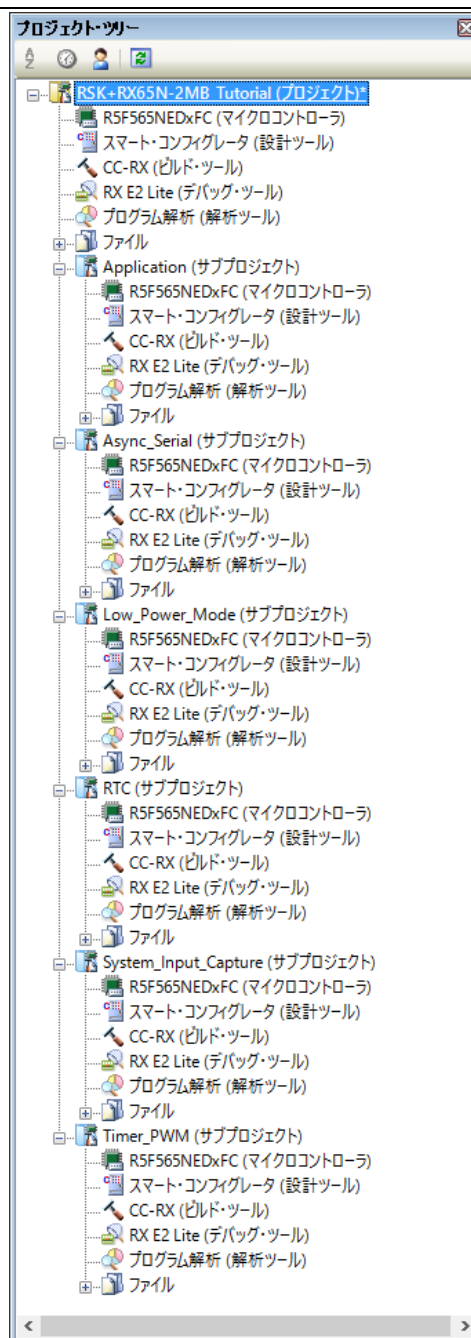 プロジェクト・ツリー
RSK+RX65N-2MB_Tutorial (プロジェクト)*
R5F565NEDxFC (マイクロコントローラ)
スマート・コンフィグレータ (設計ツール)
CC-RX (ビルド・ツール)
RX E2 Lite (デバッグ・ツール)
プログラム解析 (解析ツール)
ファイル
Application (サブプロジェクト)
R5F565NEDxFC (マイクロコントローラ)
スマート・コンフィグレータ (設計ツール)
CC-RX (ビルド・ツール)
RX E2 Lite (デバッグ・ツール)
プログラム解析 (解析ツール)
ファイル
Async_Serial (サブプロジェクト)
R5F565NEDxFC (マイクロコントローラ)
スマート・コンフィグレータ (設計ツール)
CC-RX (ビルド・ツール)
RX E2 Lite (デバッグ・ツール)
プログラム解析 (解析ツール)
ファイル
Low_Power_Mode (サブプロジェクト)
R5F565NEDxFC (マイクロコントローラ)
スマート・コンフィグレータ (設計ツール)
CC-RX (ビルド・ツール)
RX E2 Lite (デバッグ・ツール)
プログラム解析 (解析ツール)
ファイル
RTC (サブプロジェクト)
R5F565NEDxFC (マイクロコントローラ)
スマート・コンフィグレータ (設計ツール)
CC-RX (ビルド・ツール)
RX E2 Lite (デバッグ・ツール)
プログラム解析 (解析ツール)
ファイル
System_Input_Capture (サブプロジェクト)
R5F565NEDxFC (マイクロコントローラ)
スマート・コンフィグレータ (設計ツール)
CC-RX (ビルド・ツール)
RX E2 Lite (デバッグ・ツール)
プログラム解析 (解析ツール)
ファイル
Timer_PWM (サブプロジェクト)
R5F565NEDxFC (マイクロコントローラ)
スマート・コンフィグレータ (設計ツール)
CC-RX (ビルド・ツール)
RX E2 Lite (デバッグ・ツール)
プログラム解析 (解析ツール)
ファイル